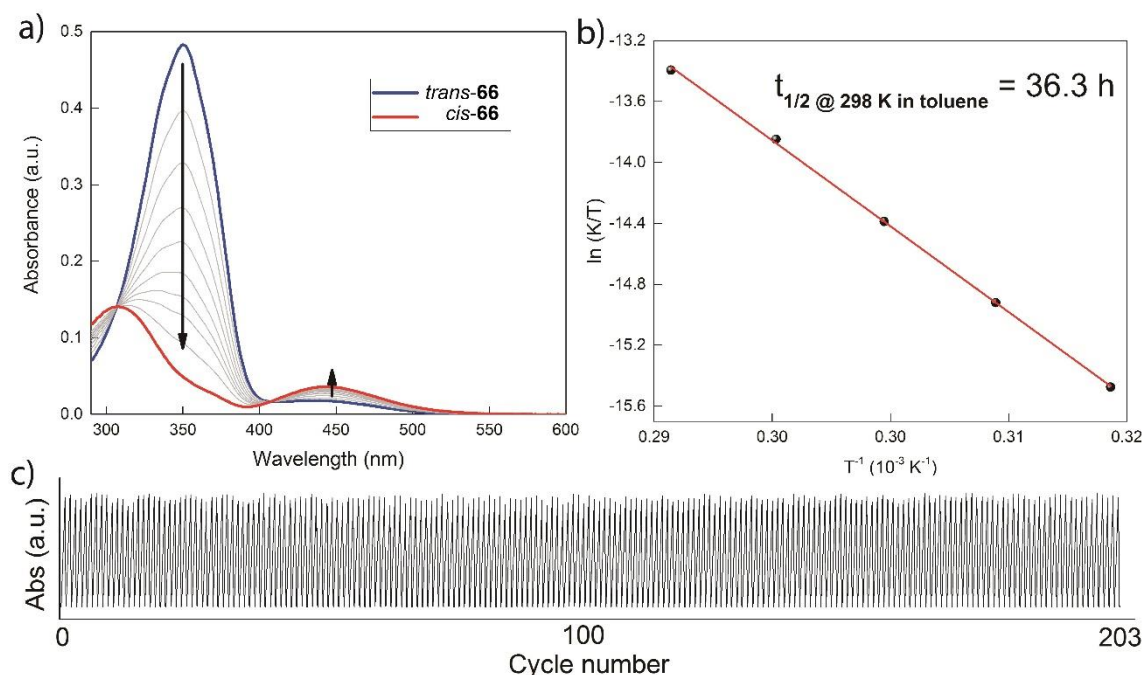 a)
0.5
0.4
0.3
0.2
0.1
0.0
Absorbance (a.u.)
trans-66
cis-66
300 350 400 450 500 550 600
Wavelength (nm)
b)
-13.2
-13.6
-14.0
-14.4
-14.8
-15.2
-15.6
ln (K/T)
t1/2 @ 298 K in toluene = 36.3 h
0.29 0.30 0.30 0.31 0.32
T-1 (10-3 K-1)
c)
Abs (a.u.)
0 100 203
Cycle number